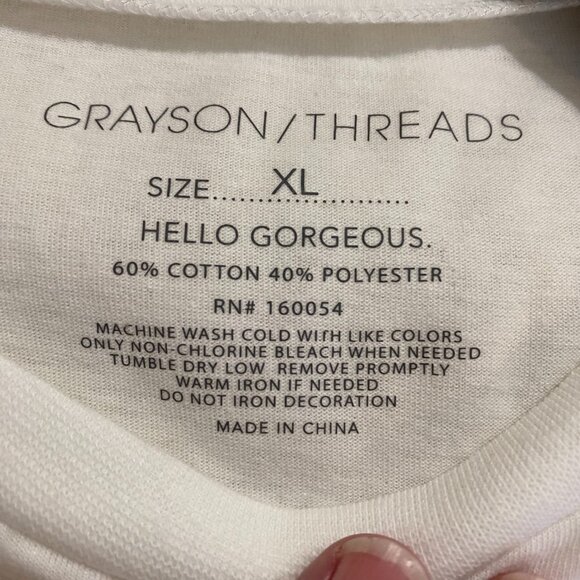 GRAYSON/THREADS
SIZE......XL......
HELLO GORGEOUS.
60% COTTON 40% POLYESTER
RN# 160054
MACHINE WASH COLD WITH LIKE COLORS
ONLY NON-CHLORINE BLEACH WHEN NEEDED
TUMBLE DRY LOW REMOVE PROMPTLY
WARM IRON IF NEEDED
DO NOT IRON DECORATION
MADE IN CHINA